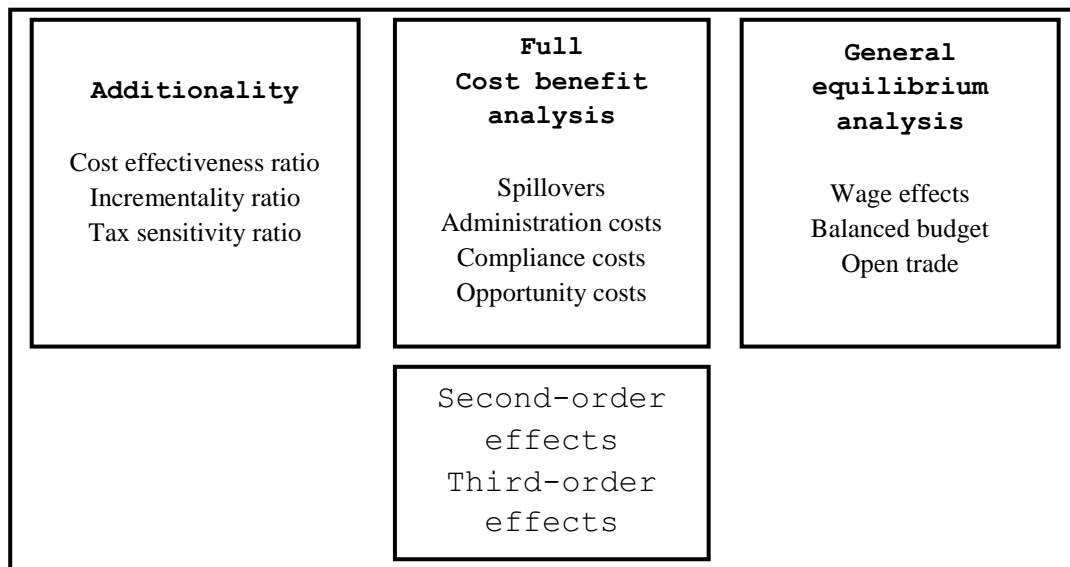 Additionality
Cost effectiveness ratio
Incrementality ratio
Tax sensitivity ratio
Full
Cost benefit
analysis
Spillovers
Administration costs
Compliance costs
Opportunity costs
General
equilibrium
analysis
Wage effects
Balanced budget
Open trade
Second-order
effects
Third-order
effects